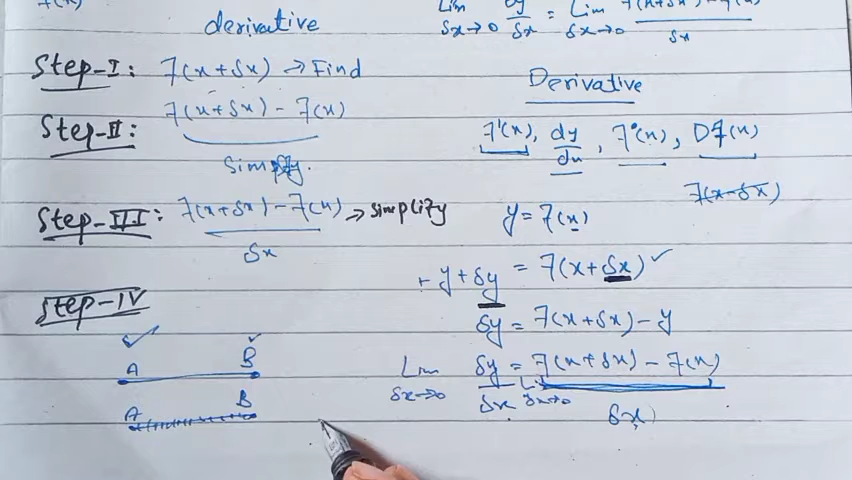 derivative
Lim δx→0 δy/δx = Lim δx→0
δx
Step-I: f(x+δx) → Find
Derivative
f(x+δx) - f(x)
Step-II:
Simplify.
f'(x), dy/dx, f°(x), Df(x)
f(x-δx)
Step-III: f(x+δx) - f(x) → Simplify
δx
y = f(x)
y + δy = f(x+δx) ✓
Step-IV
δy = f(x+δx) - y
A B
Lim δx→0 δy/δx = Lim δx→0 f(x+δx) - f(x)
δx
A B